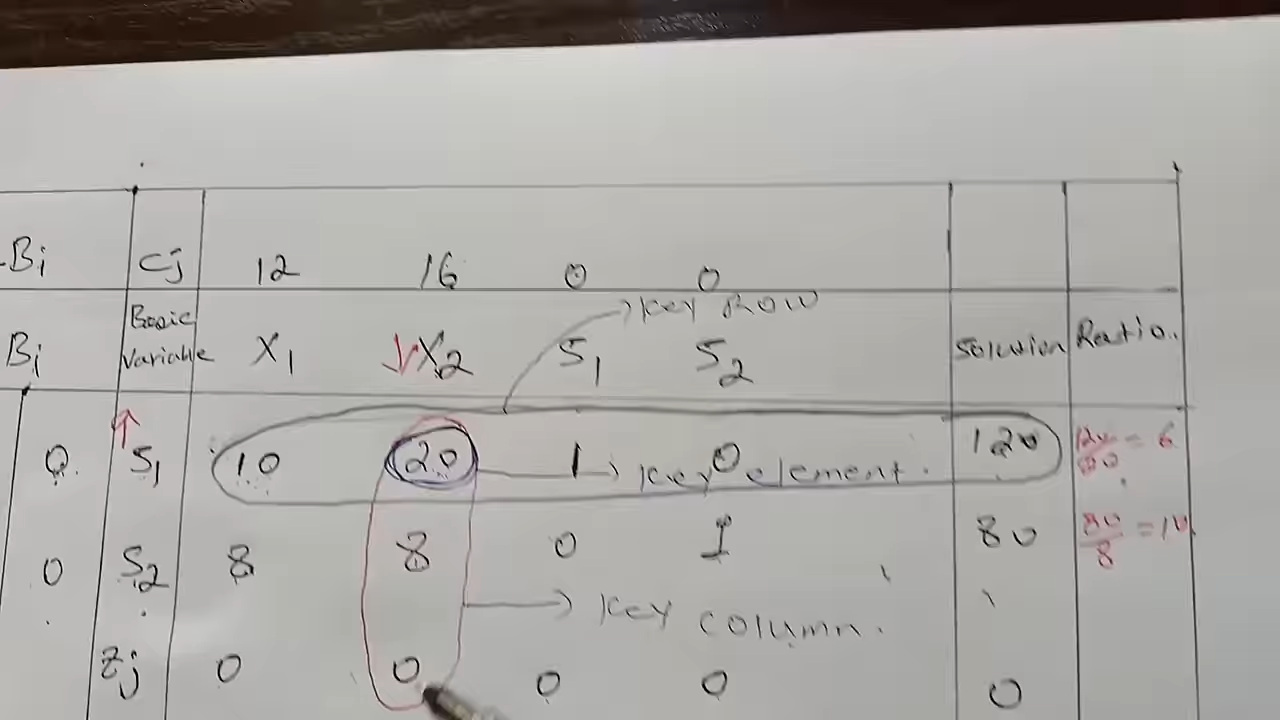 Bi Cj 12 16 0 0
key Row
Bi Basic Variable X1 X2 S1 S2 Solution Ratio.
0 S1 10 20 1 0 120 120/20 = 6
key element.
0 S2 8 8 0 1 80 80/8 = 10
key column.
Zj 0 0 0 0 0